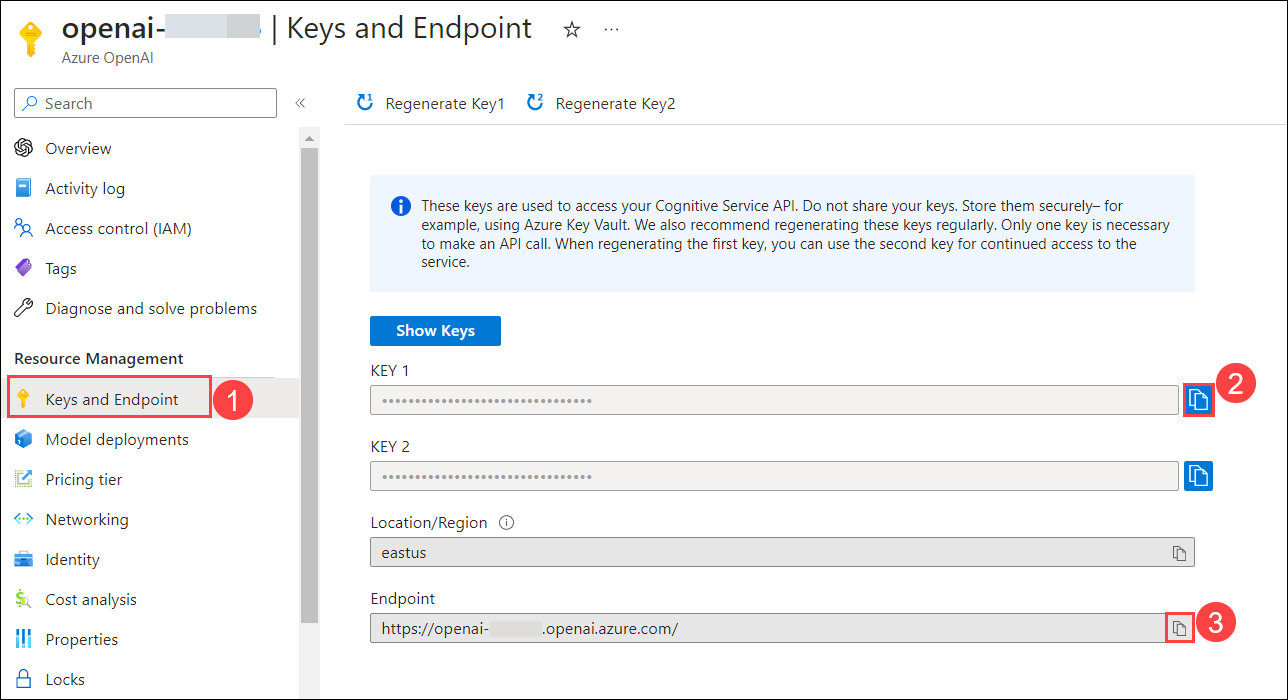 openai- | Keys and Endpoint
Azure OpenAI
Search
Regenerate Key1
Regenerate Key2
Overview
Activity log
Access control (IAM)
Tags
Diagnose and solve problems
Resource Management
Keys and Endpoint
1
Model deployments
Pricing tier
Networking
Identity
Cost analysis
Properties
Locks
These keys are used to access your Cognitive Service API. Do not share your keys. Store them securely– for
example, using Azure Key Vault. We also recommend regenerating these keys regularly. Only one key is necessary
to make an API call. When regenerating the first key, you can use the second key for continued access to the
service.
Show Keys
KEY 1
••••••••••••••••••••••••••••••••
2
KEY 2
••••••••••••••••••••••••••••••••
Location/Region
eastus
Endpoint
https://openai- .openai.azure.com/
3